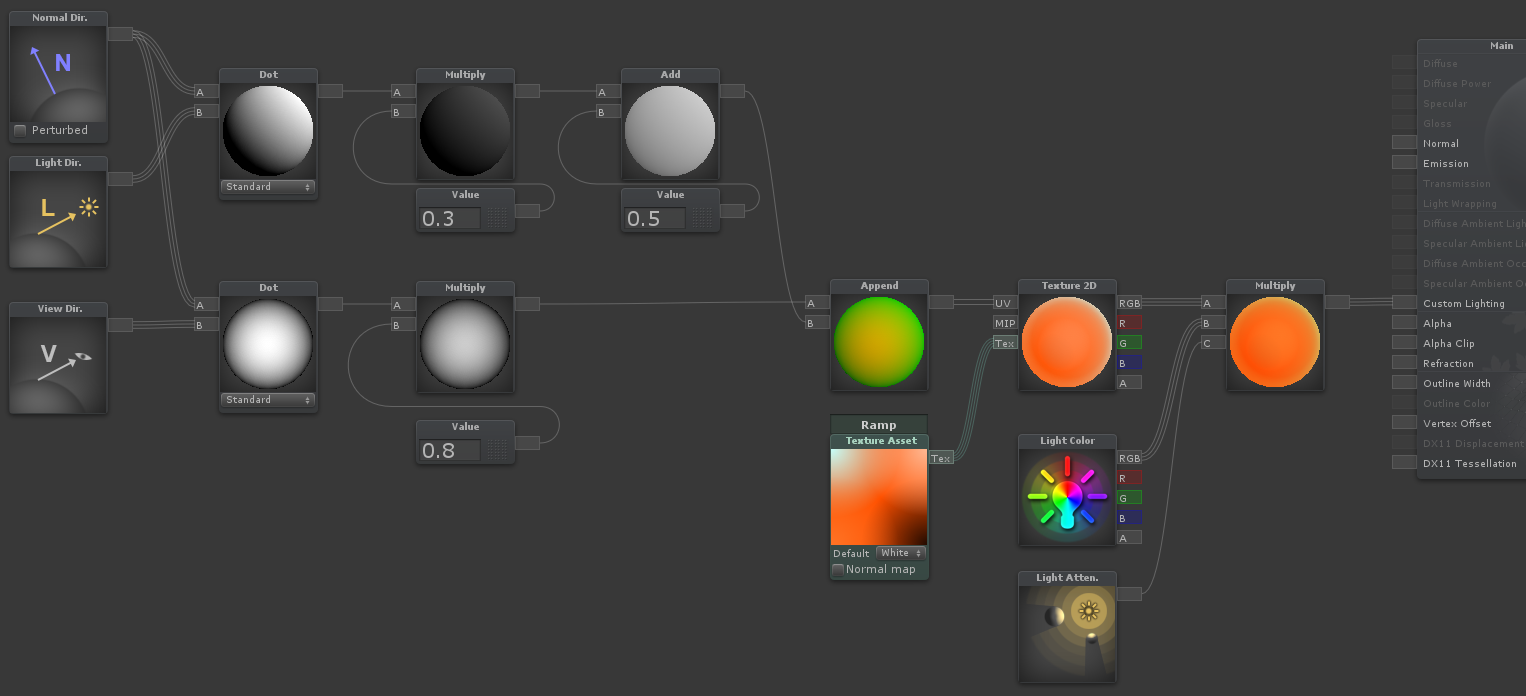 Normal Dir.
N
Perturbed
Light Dir.
L
View Dir.
V
Dot
A
B
Standard
Multiply
A
B
Value
0.3
Add
A
B
Value
0.5
Dot
A
B
Standard
Multiply
A
B
Value
0.8
Append
A
B
Ramp
Texture Asset
Tex
Default White
Normal map
Texture 2D
UV
MIP
Tex
RGB
R
G
B
A
Light Color
RGB
R
G
B
A
Light Atten.
Multiply
A
B
C
Main
Diffuse
Diffuse Power
Specular
Gloss
Normal
Emission
Transmission
Light Wrapping
Diffuse Ambient Ligh
Specular Ambient Li
Diffuse Ambient Occ
Specular Ambient Oc
Custom Lighting
Alpha
Alpha Clip
Refraction
Outline Width
Outline Color
Vertex Offset
DX11 Displacement
DX11 Tessellation